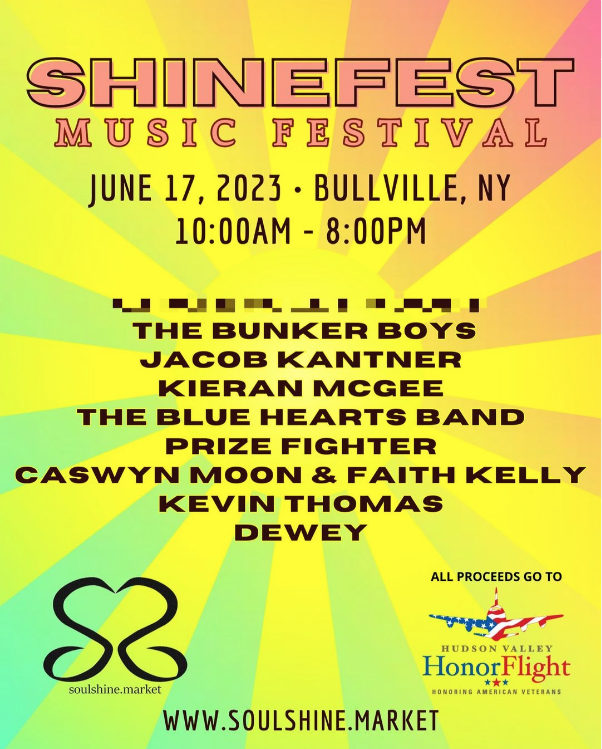 SHINEFEST
MUSIC FESTIVAL
JUNE 17, 2023 • BULLVILLE, NY
10:00AM - 8:00PM
THE BUNKER BOYS
JACOB KANTNER
KIERAN MCGEE
THE BLUE HEARTS BAND
PRIZE FIGHTER
CASWYN MOON & FAITH KELLY
KEVIN THOMAS
DEWEY
ALL PROCEEDS GO TO
HUDSON VALLEY
HonorFlight
HONORING AMERICAN VETERANS
soulshine.market
WWW.SOULSHINE.MARKET